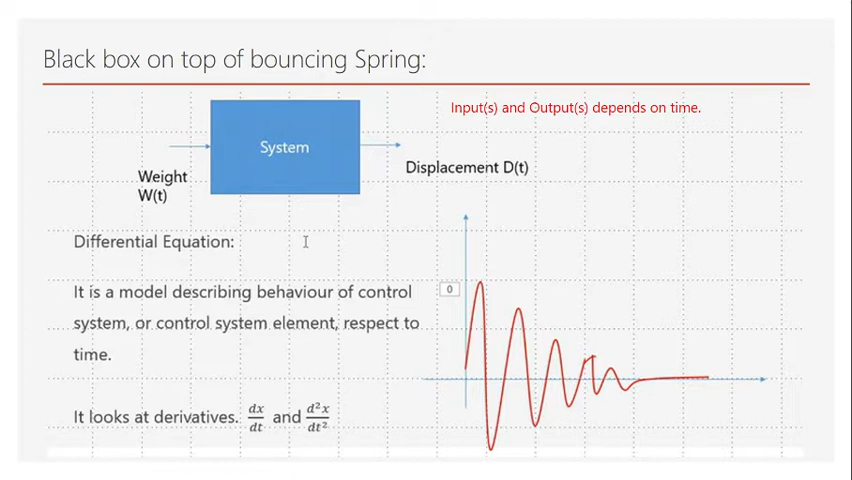 Black box on top of bouncing Spring:
Input(s) and Output(s) depends on time.
System
Weight
W(t)
Displacement D(t)
Differential Equation:
0
It is a model describing behaviour of control
system, or control system element, respect to
time.
It looks at derivatives. dx/dt and d²x/dt²